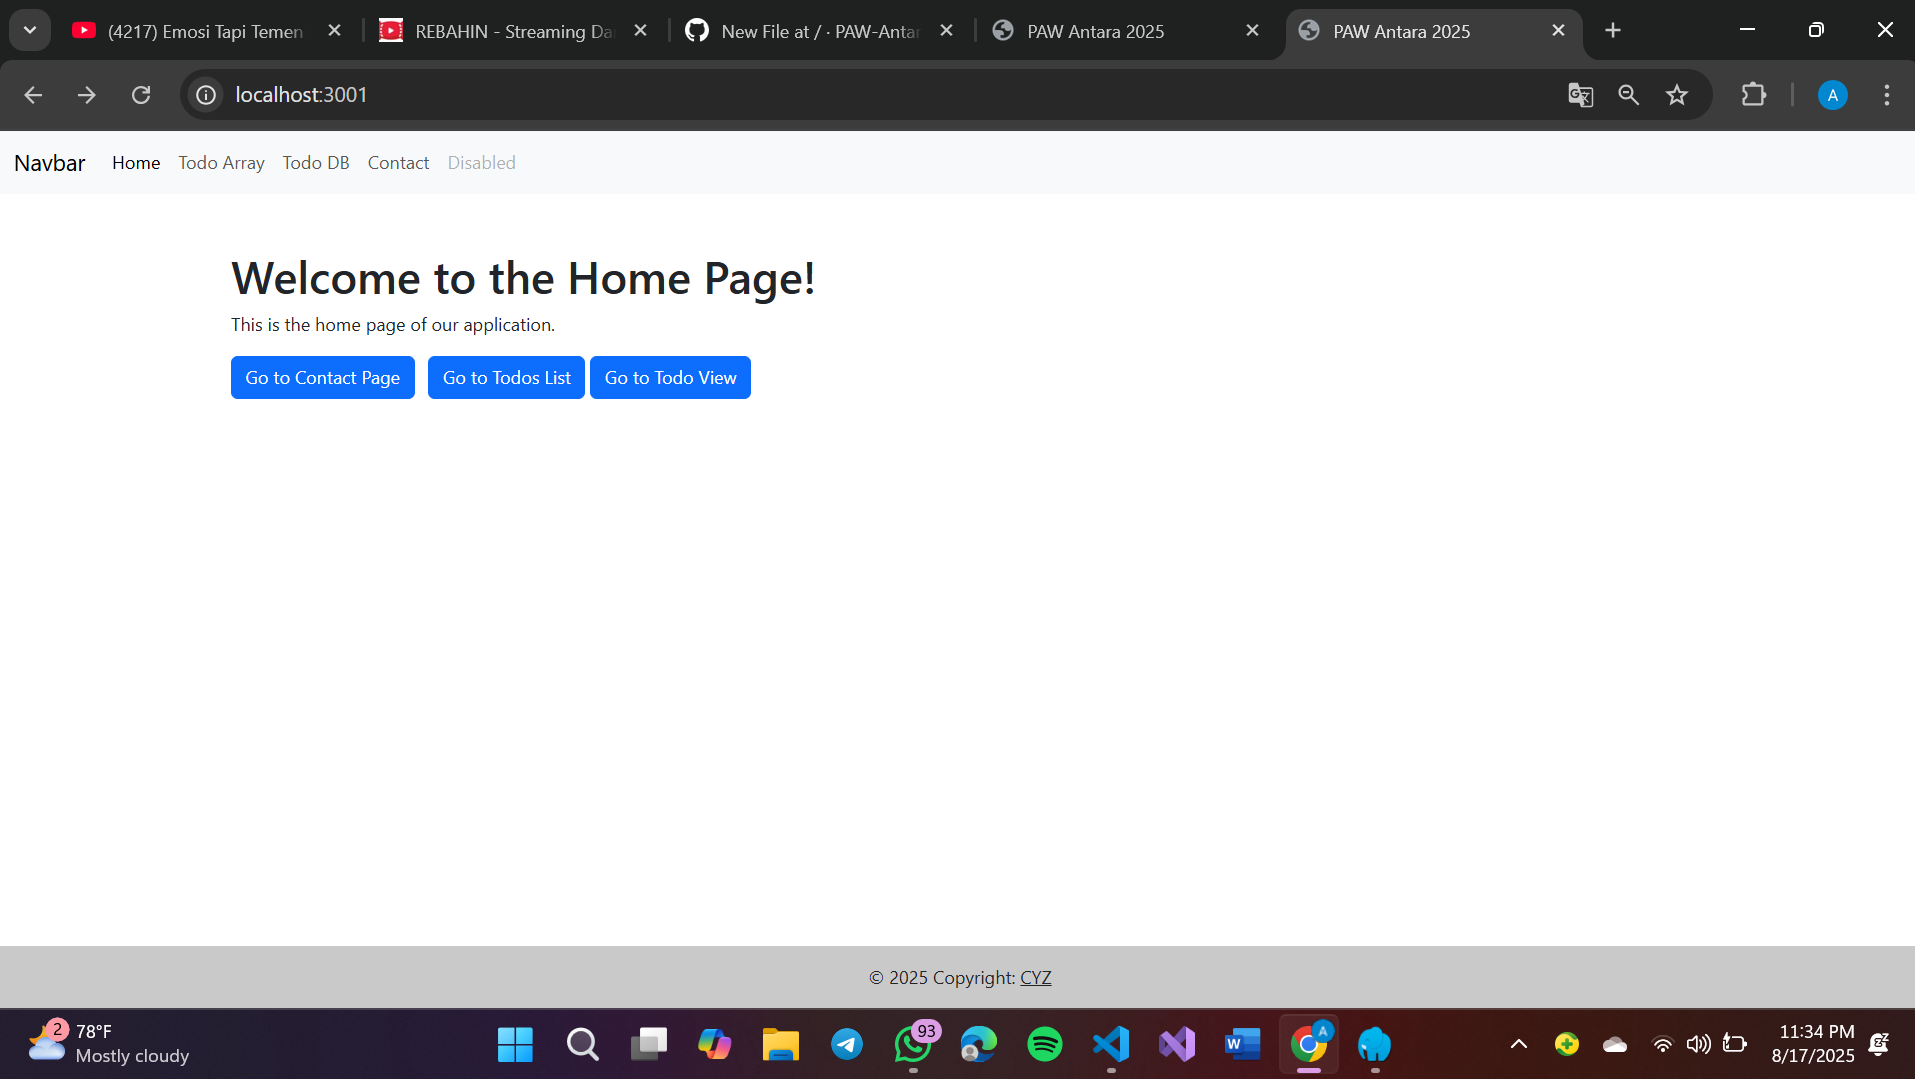 (4217) Emosi Tapi Temen
REBAHIN - Streaming Da
New File at / · PAW-Antar
PAW Antara 2025
PAW Antara 2025
localhost:3001
A
Navbar
Home
Todo Array
Todo DB
Contact
Disabled
Welcome to the Home Page!
This is the home page of our application.
Go to Contact Page
Go to Todos List
Go to Todo View
© 2025 Copyright: CYZ
2
78°F
Mostly cloudy
93
A
11:34 PM
8/17/2025